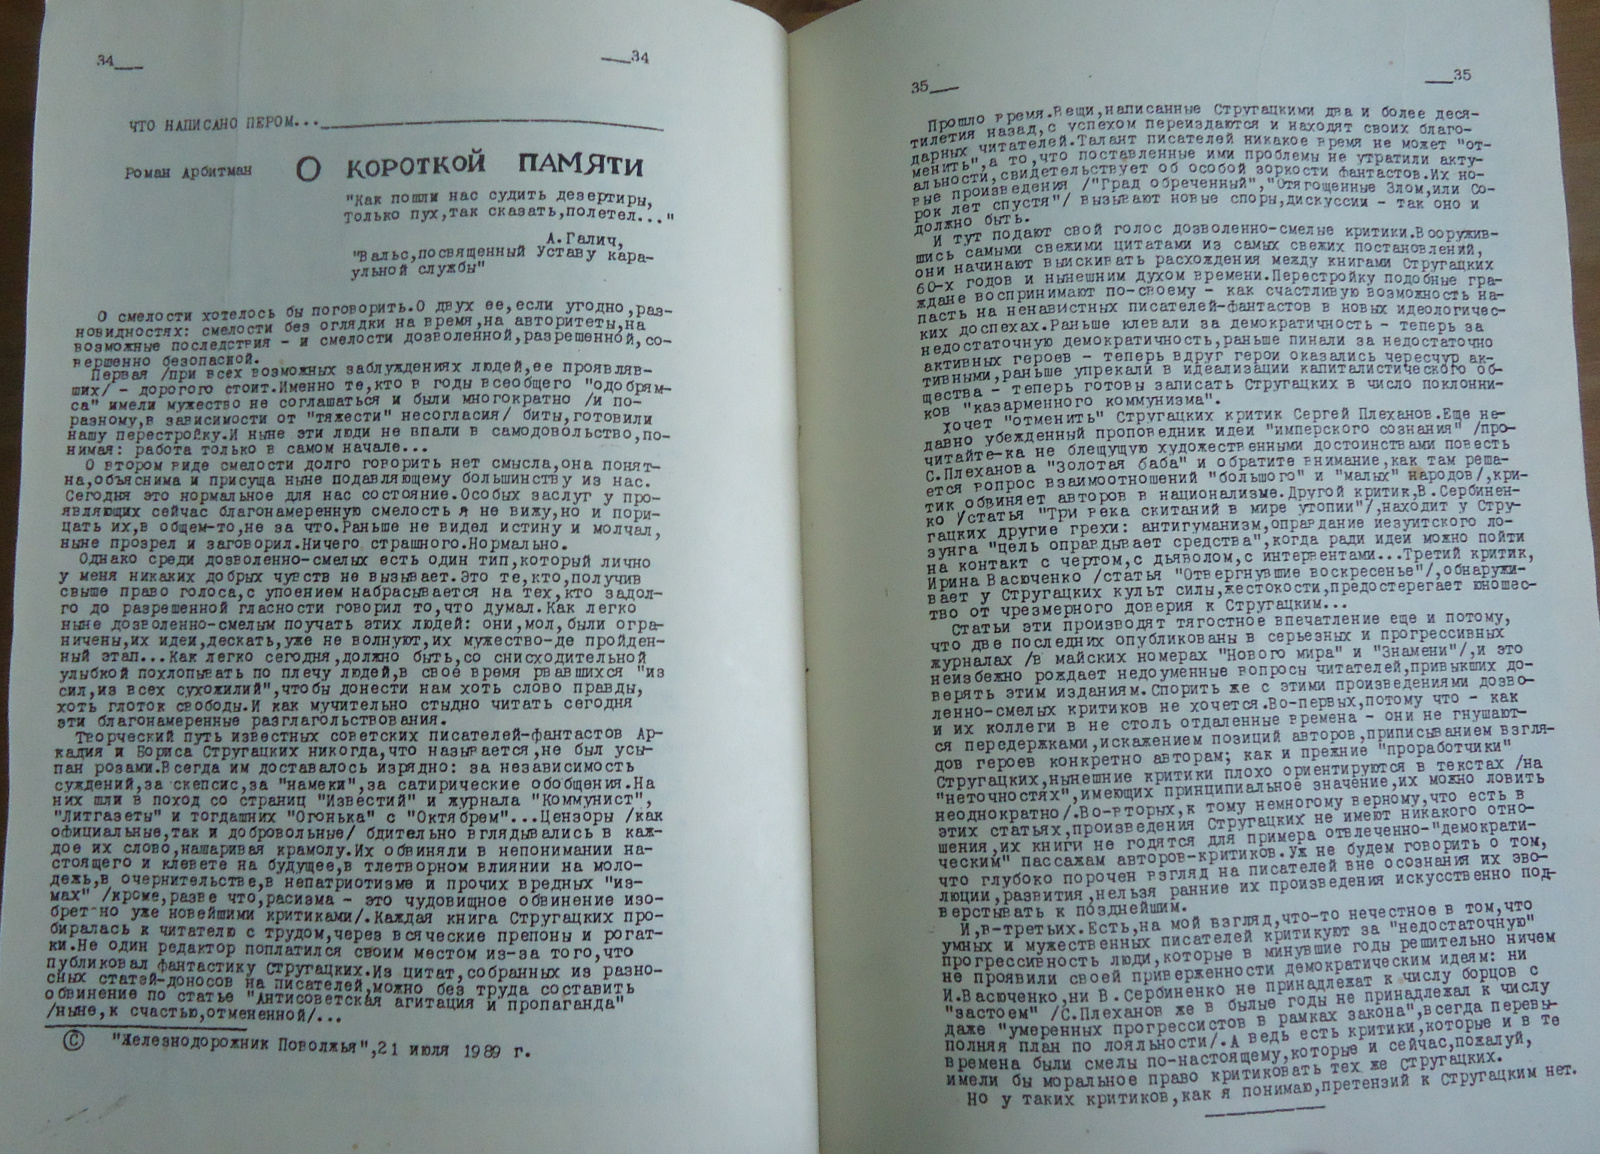 34__
__34
ЧТО НАПИСАНО ПЕРОМ...
Роман Арбитман
О КОРОТКОЙ ПАМЯТИ
"Как пошли нас судить дезертиры,
Только пух,так сказать,полетел..."
А.Галич,
"Вальс,посвященный Уставу кара-
ульной службы"
О смелости хотелось бы поговорить.О двух ее,если угодно,раз-
новидностях: смелости без оглядки на время,на авторитеты,на
возможные последствия - и смелости дозволенной,разрешенной,со-
вершенно безопасной.
Первая /при всех возможных заблуждениях людей,ее проявляв-
ших/ - дорогого стоит.Именно те,кто в годы всеобщего "одобрям-
са" имели мужество не соглашаться и были многократно /и по-
разному,в зависимости от "тяжести" несогласия/ биты,готовили
нашу перестройку.И ныне эти люди не впали в самодовольство,по-
нимая: работа только в самом начале...
О втором виде смелости долго говорить нет смысла,она понят-
на,объяснима и присуща ныне подавляющему большинству из нас.
Сегодня это нормальное для нас состояние.Особых заслуг у про-
являющих сейчас благонамеренную смелость я не вижу,но и пори-
цать их,в общем-то,не за что.Раньше не видел истину и молчал,
ныне прозрел и заговорил.Ничего страшного.Нормально.
Однако среди дозволенно-смелых есть один тип,который лично
у меня никаких добрых чувств не вызывает.Это те,кто,получив
свыше право голоса,с упоением набрасывается на тех,кто задол-
го до разрешенной гласности говорил то,что думал.Как легко
ныне дозволенно-смелым поучать этих людей: они,мол,были огра-
ничены,их идеи,дескать,уже не волнуют,их мужество-де пройден-
ный этап...Как легко сегодня,должно быть,со снисходительной
улыбкой похлопывать по плечу людей,в свое время рвавшихся "из
сил,из всех сухожилий",чтобы донести нам хоть слово правды,
хоть глоток свободы.И как мучительно стыдно читать сегодня
эти благонамеренные разглагольствования.
Творческий путь известных советских писателей-фантастов Ар-
кадия и Бориса Стругацких никогда,что называется,не был усы-
пан розами.Всегда им доставалось изрядно: за независимость
суждений,за скепсис,за "намеки",за сатирические обобщения.На
них шли в поход со страниц "Известий" и журнала "Коммунист",
"Литгазеты" и тогдашних "Огонька" с "Октябрем"...Цензоры /как
официальные,так и добровольные/ бдительно вглядывались в каж-
дое их слово,нашаривая крамолу.Их обвиняли в непонимании на-
стоящего и клевете на будущее,в тлетворном влиянии на моло-
дежь,в очернительстве,в непатриотизме и прочих вредных "из-
мах" /кроме,разве что,расизма - это чудовищное обвинение изо-
брет но уже новейшими критиками/.Каждая книга Стругацких про-
биралась к читателю с трудом,через всяческие препоны и рогат-
ки.Не один редактор поплатился своим местом из-за того,что
публиковал фантастику Стругацких.Из цитат,собранных из разно-
сных статэй-доносов на писателей,можно без труда составить
обвинение по статье "Антисоветская агитация и пропаганда"
/ныне,к счастью,отмененной/...
© "Железнодорожник Поволжья",21 июля 1989 г.
35__
__35
Прошло время.Вещи,написанные Стругацкими два и более деся-
тилетия назад,с успехом переиздаются и находят своих благо-
дарных читателей.Талант писателей никакое время не может "от-
менить",а то,что поставленные ими проблемы не утратили акту-
альности,свидетельствует об особой зоркости фантастов.Их но-
вые произведения /"Град обреченный","Отягощенные Злом,или Со-
рок лет спустя"/ вызывают новые споры,дискуссии - так оно и
должно быть.
И тут подают свой голос дозволенно-смелые критики.Вооружив-
шись самыми свежими цитатами из самых свежих постановлений,
они начинают выискивать расхождения между книгами Стругацких
60-х годов и нынешним духом времени.Перестройку подобные гра-
ждане воспринимают по-своему - как счастливую возможность на-
пасть на ненавистных писателей-фантастов в новых идеологичес-
ких доспехах.Раньше клевали за демократичность - теперь за
недостаточную демократичность,раньше пинали за недостаточно
активных героев - теперь вдруг герои оказались чересчур ак-
тивными,раньше упрекали в идеализации капиталистического об-
щества - теперь готовы записать Стругацких в число поклонни-
ков "казарменного коммунизма".
Хочет "отменить" Стругацких критик Сергей Плеханов.Еще не-
давно убежденный проповедник идеи "имперского сознания" /про-
читайте-ка не блещущую художественными достоинствами повесть
С.Плеханова "Золотая баба" и обратите внимание,как там реша-
ется вопрос взаимоотношений "большого" и "малых" народов/,кри-
тик обвиняет авторов в национализме.Другой критик,В.Сербинен-
ко /статья "Три века скитаний в мире утопии"/,находит у Стру-
гацких другие грехи: антигуманизм,оправдание иезуитского ло-
зунга "цель оправдывает средства",когда ради идеи можно пойти
на контакт с чертом,с дьяволом,с интервентами...Третий критик,
Ирина Васюченко /статья "Отвергнувшие воскресенье"/,обнаружи-
вает у Стругацких культ силы,жестокости,предостерегает юношес-
тво от чрезмерного доверия к Стругацким...
Статьи эти производят тягостное впечатление еще и потому,
что две последних опубликованы в серьезных и прогрессивных
журналах /в майских номерах "Нового мира" и "Знамени"/,и это
неизбежно рождает недоуменные вопросы читателей,привыкших до-
верять этим изданиям.Спорить же с этими произведениями дозво-
ленно-смелых критиков не хочется.Во-первых,потому что - как
и их коллеги в не столь отдаленные времена - они не гнушают-
ся передержками,искажением позиций авторов,приписыванием взгля-
дов героев конкретно авторам; как и прежние "проработчики"
Стругацких,нынешние критики плохо ориентируются в текстах /на
"неточностях",имеющих принципиальное значение,их можно ловить
неоднократно/.Во-вторых,к тому немногому верному,что есть в
этих статьях,произведения Стругацких не имеют никакого отно-
шения,их книги не годятся для примера отвлеченно-"демократи-
ческим" пассажам авторов-критиков.Уж не будем говорить о том,
что глубоко порочен взгляд на писателей вне осознания их эво-
люции,развития,нельзя ранние их произведения искусственно под-
верстывать к позднейшим.
И,в-третьих.Есть,на мой взгляд,что-то нечестное в том,что
умных и мужественных писателей критикуют за "недостаточную"
прогрессивность люди,которые в минувшие годы решительно ничем
не проявили своей приверженности демократическим идеям: ни
И.Васюченко,ни В.Сербиненко не принадлежат к числу борцов с
"застоем" /С.Плеханов же в былые годы не принадлежал к числу
даже "умеренных прогрессистов в рамках закона",всегда перевы-
полняя план по лояльности/.А ведь есть критики,которые и в те
времена были смелы по-настоящему,которые и сейчас,пожалуй,
имели бы моральное право критиковать тех же Стругацких.
Но у таких критиков,как я понимаю,претензий к Стругацким нет.